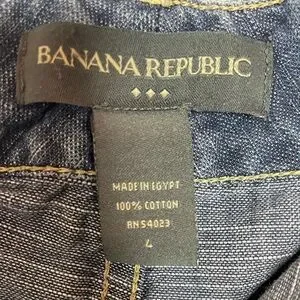 BANANA REPUBLIC
MADE IN EGYPT
100% COTTON
RN 54023
4